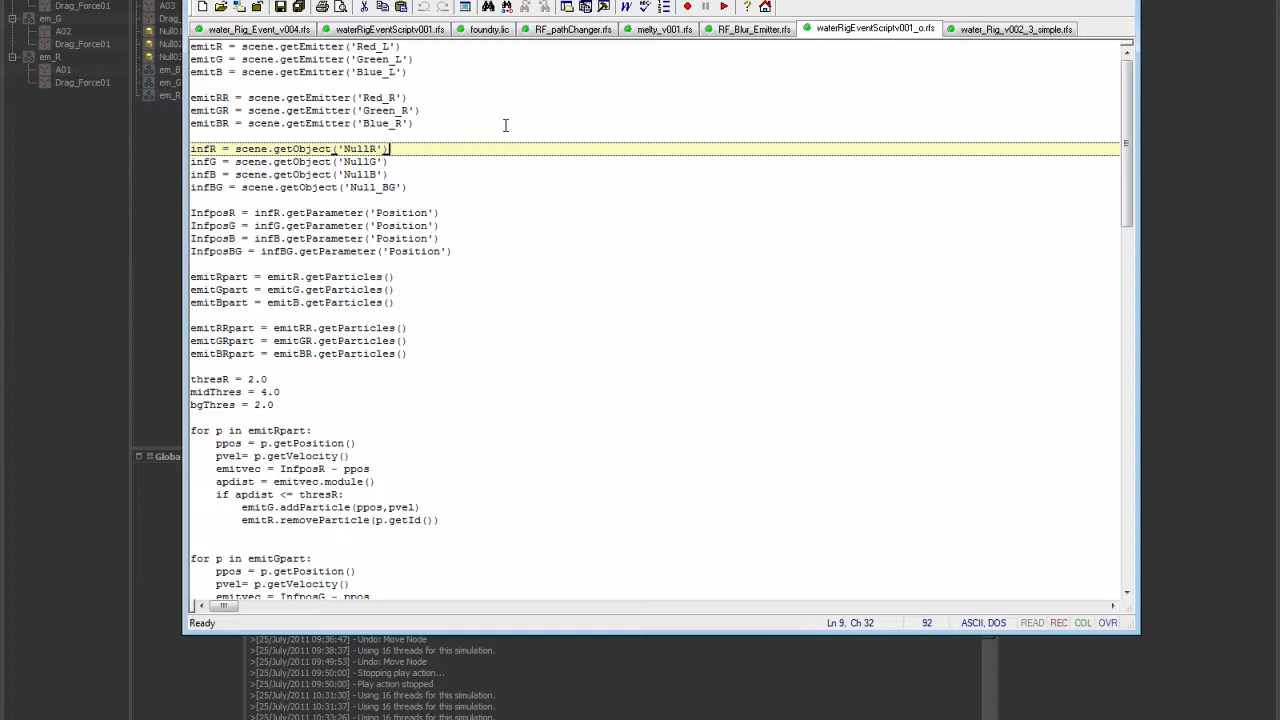 Drag_Force01
em_G
A02
Drag_Force01
em_R
A01
Drag_Force01
A03
Drag_
Null01
Null02
Null03
em_B
em_G
em_R
water_Rig_Event_v004.rfs
waterRigEventScriptv001.rfs
foundry.lic
RF_pathChanger.rfs
melty_v001.rfs
RF_Blur_Emitter.rfs
waterRigEventScriptv001_o.rfs
water_Rig_v002_3_simple.rfs
emitR = scene.getEmitter('Red_L')
emitG = scene.getEmitter('Green_L')
emitB = scene.getEmitter('Blue_L')
emitRR = scene.getEmitter('Red_R')
emitGR = scene.getEmitter('Green_R')
emitBR = scene.getEmitter('Blue_R')
infR = scene.getObject('NullR')
infG = scene.getObject('NullG')
infB = scene.getObject('NullB')
infBG = scene.getObject('Null_BG')
InfposR = infR.getParameter('Position')
InfposG = infG.getParameter('Position')
InfposB = infB.getParameter('Position')
InfposBG = infBG.getParameter('Position')
emitRpart = emitR.getParticles()
emitGpart = emitG.getParticles()
emitBpart = emitB.getParticles()
emitRRpart = emitRR.getParticles()
emitGRpart = emitGR.getParticles()
emitBRpart = emitBR.getParticles()
thresR = 2.0
midThres = 4.0
bgThres = 2.0
for p in emitRpart:
ppos = p.getPosition()
pvel= p.getVelocity()
emitvec = InfposR - ppos
apdist = emitvec.module()
if apdist <= thresR:
emitG.addParticle(ppos,pvel)
emitR.removeParticle(p.getId())
for p in emitGpart:
ppos = p.getPosition()
pvel= p.getVelocity()
emitvec = InfposG - ppos
Global
Ready
Ln 9, Ch 32
92
ASCII, DOS
READ
REC
COL
OVR
>[25/July/2011 09:36:47] - Undo: Move Node
>[25/July/2011 09:38:37] - Using 16 threads for this simulation.
>[25/July/2011 09:49:53] - Undo: Move Node
>[25/July/2011 09:50:00] - Stopping play action...
>[25/July/2011 09:50:00] - Play action stopped
>[25/July/2011 10:31:30] - Using 16 threads for this simulation.
>[25/July/2011 10:31:37] - Using 16 threads for this simulation.
>[25/July/2011 10:33:26] - Using 16 threads for this simulation.